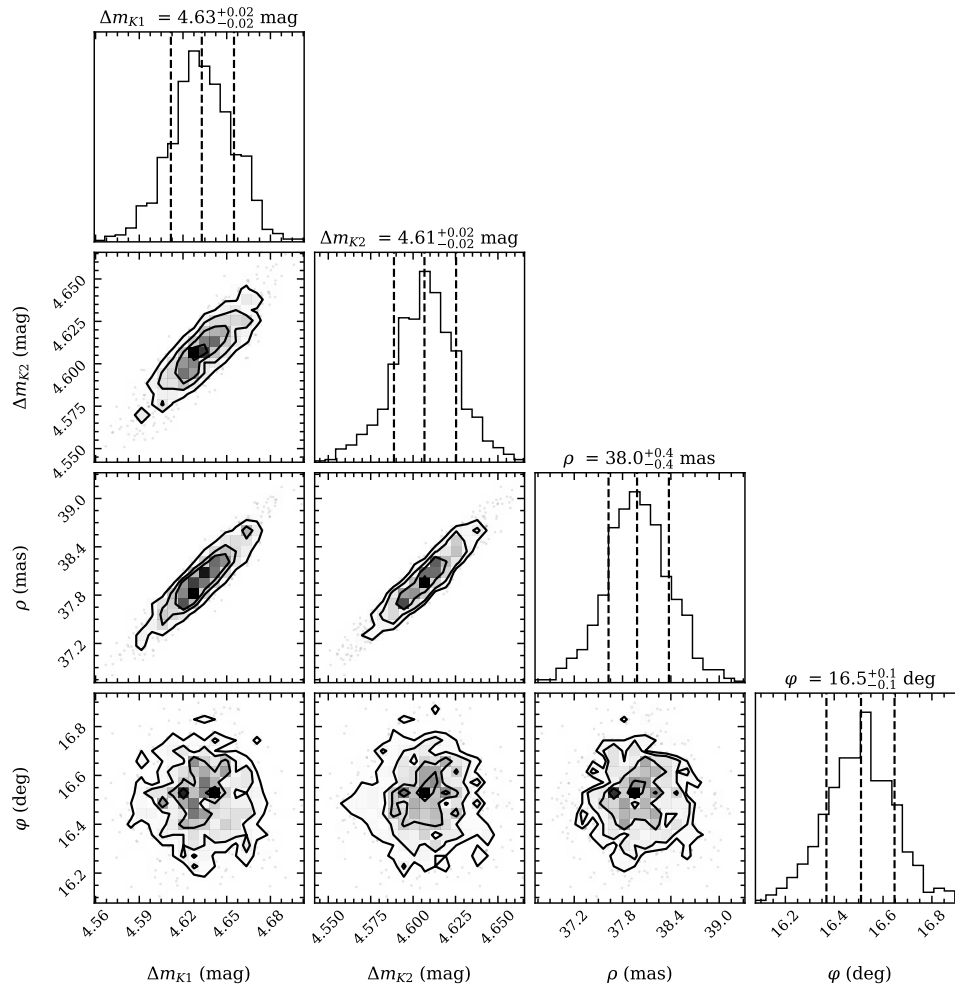 Δm_K1 = 4.63^{+0.02}_{-0.02} mag
Δm_K2 = 4.61^{+0.02}_{-0.02} mag
4.650
4.625
4.600
4.575
4.550
Δm_K2 (mag)
ρ = 38.0^{+0.4}_{-0.4} mas
39.0
38.4
37.8
37.2
ρ (mas)
φ = 16.5^{+0.1}_{-0.1} deg
16.8
16.6
16.4
16.2
φ (deg)
4.56 4.59 4.62 4.65 4.68 4.550 4.575 4.600 4.625 4.650 37.2 37.8 38.4 39.0 16.2 16.4 16.6 16.8
Δm_K1 (mag) Δm_K2 (mag) ρ (mas) φ (deg)